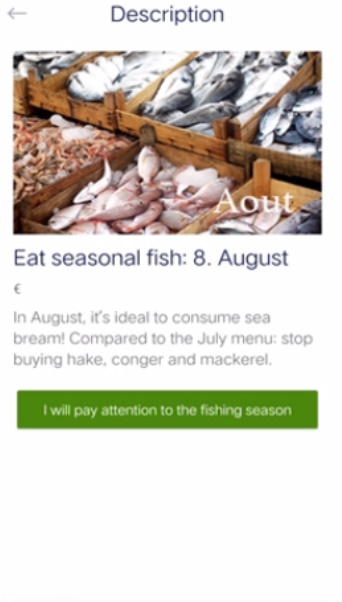 Description
Aout
Eat seasonal fish: 8. August
€
In August, it's ideal to consume sea
bream! Compared to the July menu: stop
buying hake, conger and mackerel.
I will pay attention to the fishing season